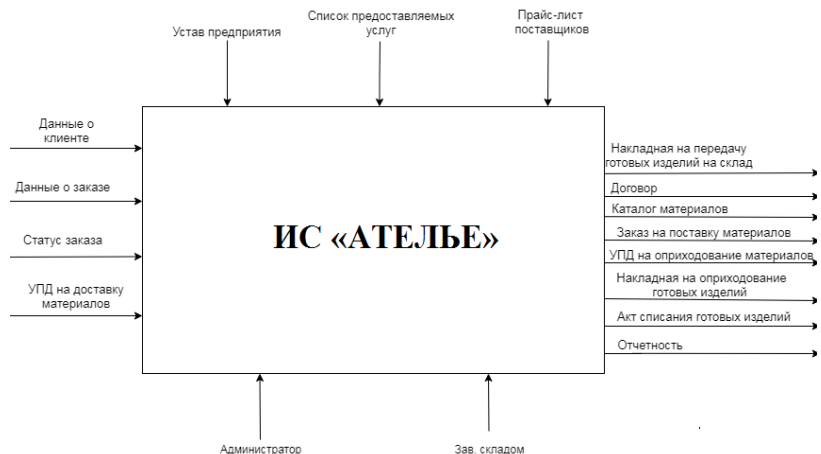 Устав предприятия
Список предоставляемых
услуг
Прайс-лист
поставщиков
Данные о
клиенте
Данные о заказе
Статус заказа
УПД на доставку
материалов
ИС «АТЕЛЬЕ»
Накладная на передачу
готовых изделий на склад
Договор
Каталог материалов
Заказ на поставку материалов
УПД на оприходование материалов
Накладная на оприходование
готовых изделий
Акт списания готовых изделий
Отчетность
Администратор
Зав. складом